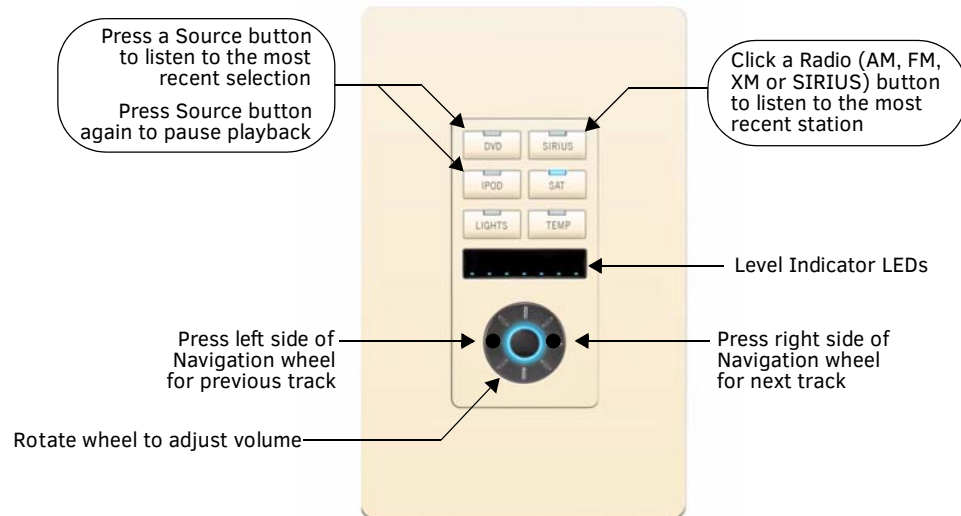 Press a Source button
to listen to the most
recent selection
Press Source button
again to pause playback
Click a Radio (AM, FM,
XM or SIRIUS) button
to listen to the most
recent station
DVD
SIRIUS
IPOD
SAT
LIGHTS
TEMP
Level Indicator LEDs
Press left side of
Navigation wheel
for previous track
Press right side of
Navigation wheel
for next track
Rotate wheel to adjust volume